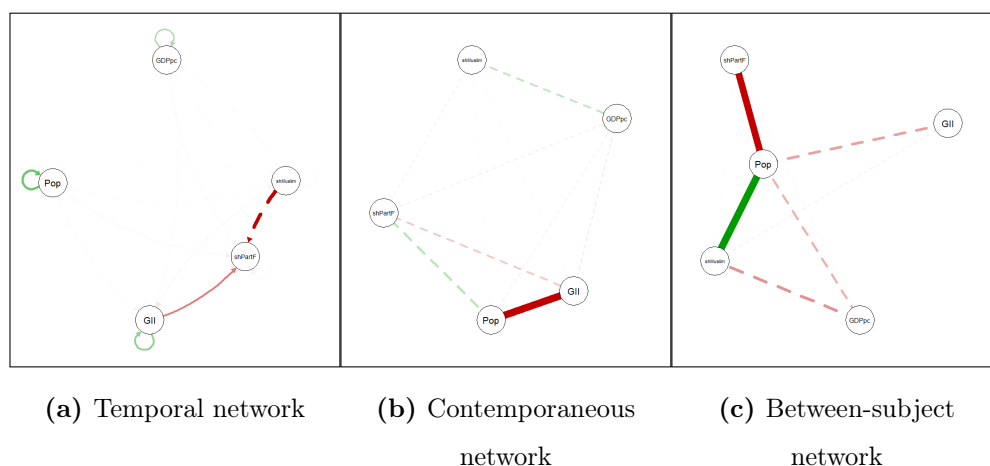 GDPpc
Pop
shMuslim
shPartF
GII
shMuslim
GDPpc
shPartF
GII
Pop
shPartF
GII
Pop
shMuslim
GDPpc
(a) Temporal network
(b) Contemporaneous
network
(c) Between-subject
network